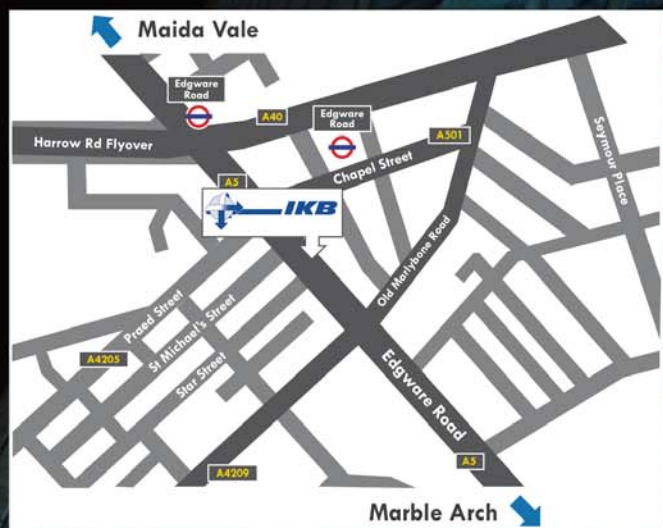 Maida Vale
Edgware
Road
A40
Edgware
Road
A501
Harrow Rd Flyover
Chapel Street
Seymour Place
A5
IKB
Old Marlybone Road
Praed Street
St Michael's Street
A4205
Star Street
Edgware Road
A5
A4209
Marble Arch